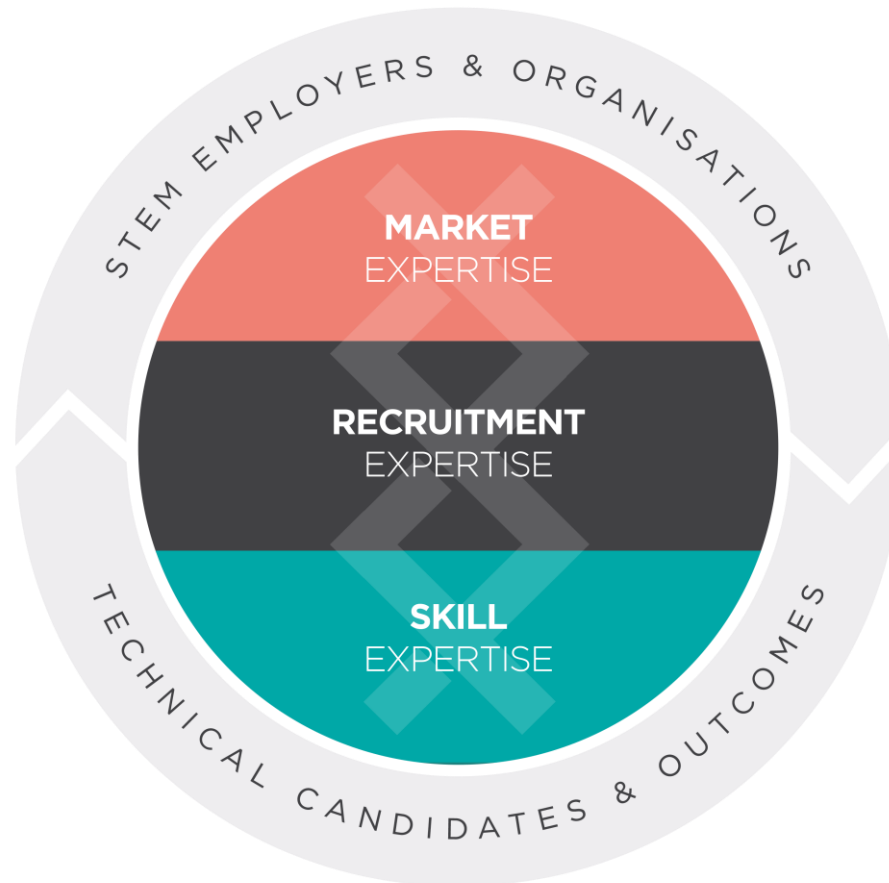 STEM EMPLOYERS & ORGANISATIONS
MARKET
EXPERTISE
RECRUITMENT
EXPERTISE
SKILL
EXPERTISE
TECHNICAL CANDIDATES & OUTCOMES